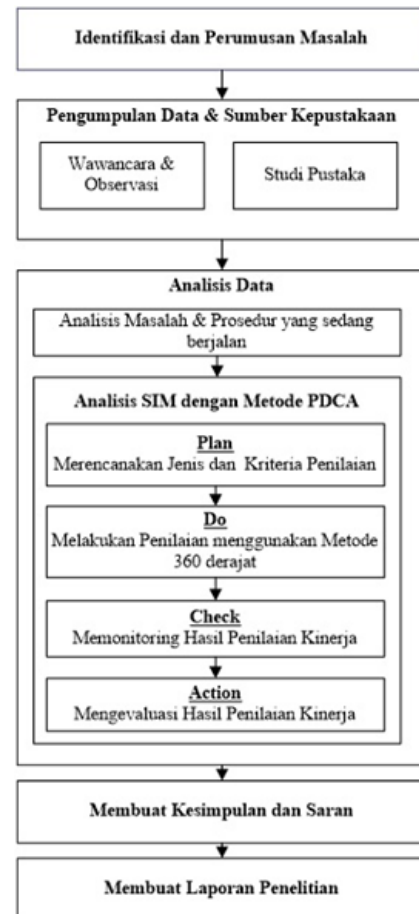 Identifikasi dan Perumusan Masalah
Pengumpulan Data & Sumber Kepustakaan
Wawancara &
Observasi
Studi Pustaka
Analisis Data
Analisis Masalah & Prosedur yang sedang
berjalan
Analisis SIM dengan Metode PDCA
Plan
Merencanakan Jenis dan Kriteria Penilaian
Do
Melakukan Penilaian menggunakan Metode
360 derajat
Check
Memonitoring Hasil Penilaian Kinerja
Action
Mengevaluasi Hasil Penilaian Kinerja
Membuat Kesimpulan dan Saran
Membuat Laporan Penelitian